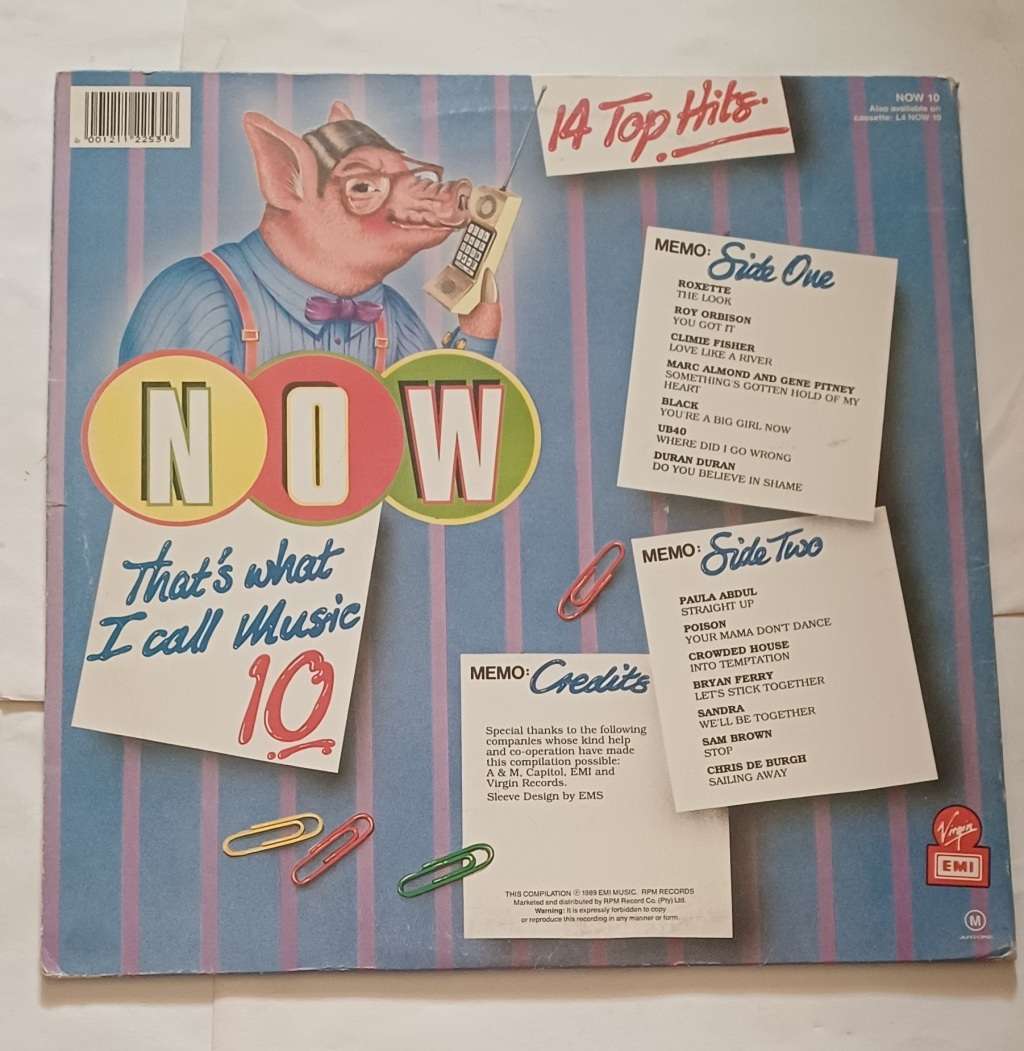 6 001211 225316
14 Top Hits.
NOW 10
Also available on
cassette: L4 NOW 10
NOW
That's what
I call Music
10
MEMO: Side One
ROXETTE
THE LOOK
ROY ORBISON
YOU GOT IT
CLIMIE FISHER
LOVE LIKE A RIVER
MARC ALMOND AND GENE PITNEY
SOMETHING'S GOTTEN HOLD OF MY
HEART
BLACK
YOU'RE A BIG GIRL NOW
UB40
WHERE DID I GO WRONG
DURAN DURAN
DO YOU BELIEVE IN SHAME
MEMO: Side Two
PAULA ABDUL
STRAIGHT UP
POISON
YOUR MAMA DON'T DANCE
CROWDED HOUSE
INTO TEMPTATION
BRYAN FERRY
LET'S STICK TOGETHER
SANDRA
WE'LL BE TOGETHER
SAM BROWN
STOP
CHRIS DE BURGH
SAILING AWAY
MEMO: Credits
Special thanks to the following
companies whose kind help
and co-operation have made
this compilation possible:
A & M, Capitol, EMI and
Virgin Records.
Sleeve Design by EMS
THIS COMPILATION ℗ 1989 EMI MUSIC. RPM RECORDS
Marketed and distributed by RPM Record Co. (Pty) Ltd.
Warning: It is expressly forbidden to copy
or reproduce this recording in any manner or form.
Virgin
EMI
M